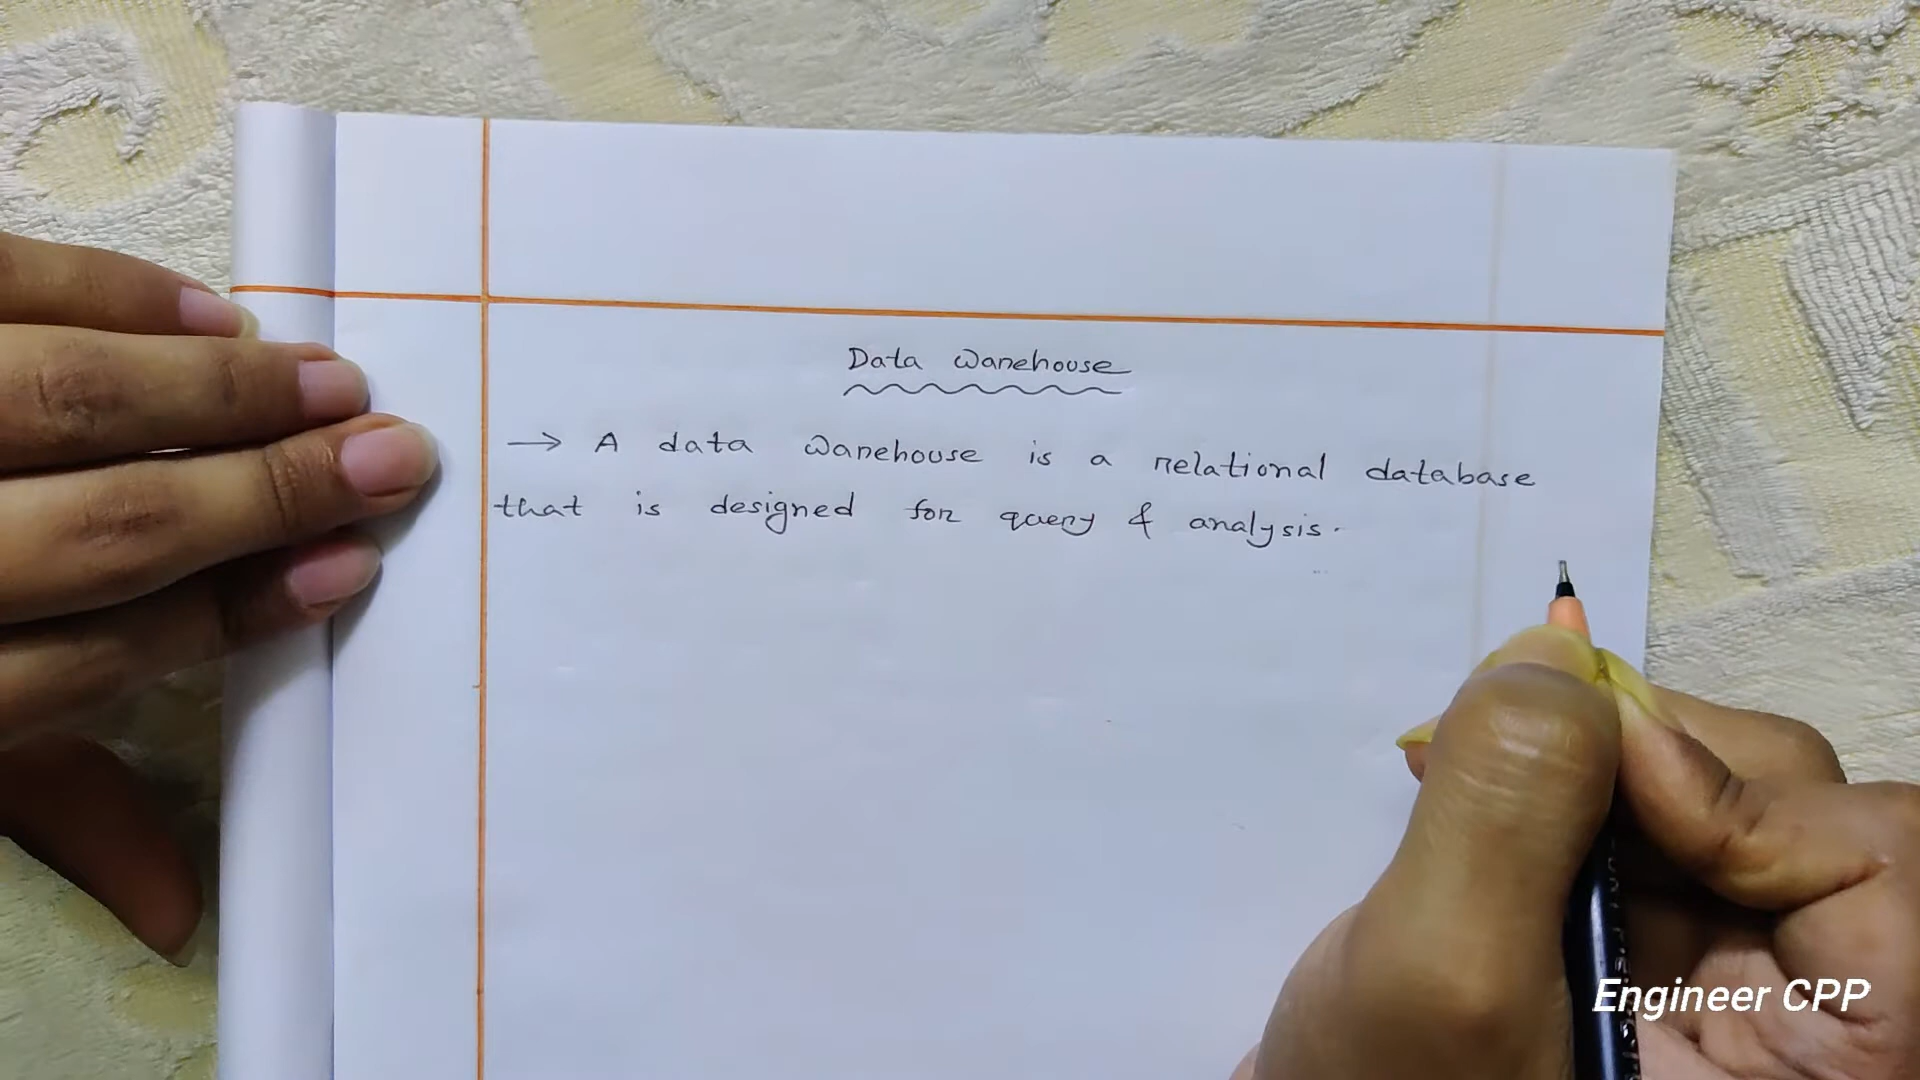 Data Warehouse
→ A data warehouse is a relational database
that is designed for query & analysis.
Engineer CPP